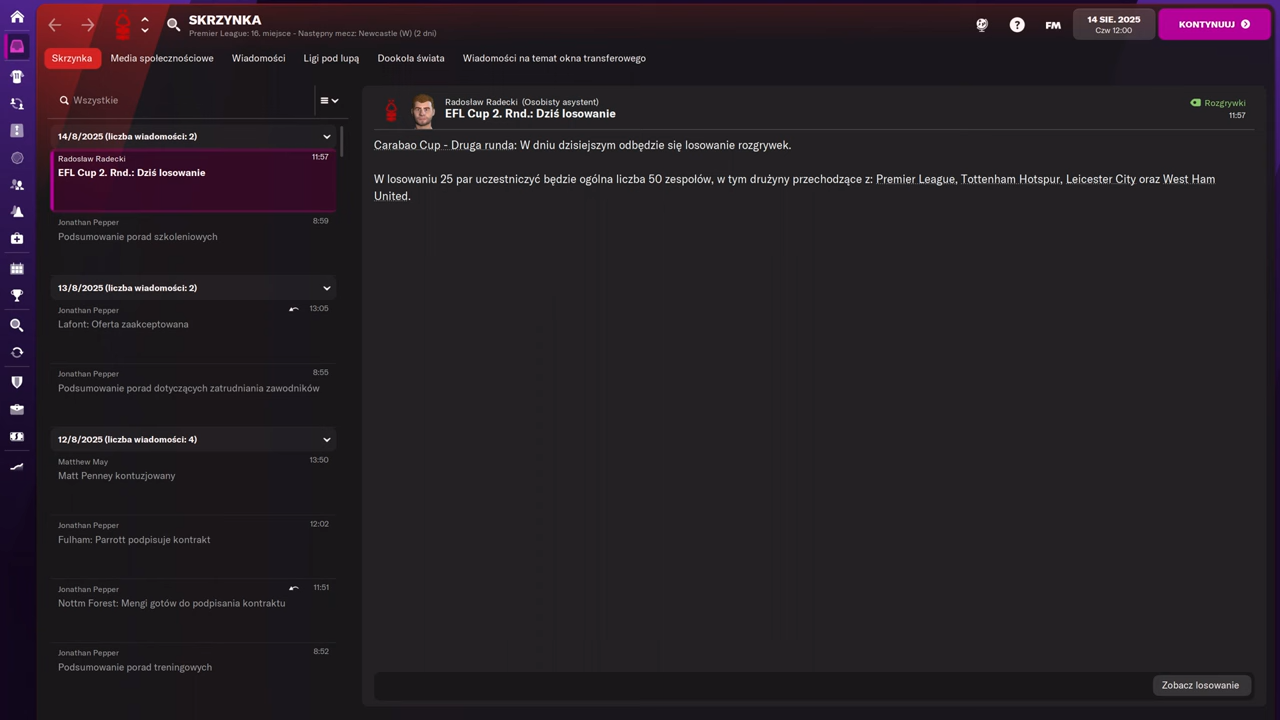 SKRZYNKA
Premier League: 16. miejsce - Następny mecz: Newcastle (W) (2 dni)
FM
14 SIE. 2025
Czw 12:00
KONTYNUUJ
Skrzynka
Media społecznościowe
Wiadomości
Ligi pod lupą
Dookoła świata
Wiadomości na temat okna transferowego
Wszystkie
14/8/2025 (liczba wiadomości: 2)
Radosław Radecki 11:57
EFL Cup 2. Rnd.: Dziś losowanie
Jonathan Pepper 8:59
Podsumowanie porad szkoleniowych
13/8/2025 (liczba wiadomości: 2)
Jonathan Pepper 13:05
Lafont: Oferta zaakceptowana
Jonathan Pepper 8:55
Podsumowanie porad dotyczących zatrudniania zawodników
12/8/2025 (liczba wiadomości: 4)
Matthew May 13:50
Matt Penney kontuzjowany
Jonathan Pepper 12:02
Fulham: Parrott podpisuje kontrakt
Jonathan Pepper 11:51
Nottm Forest: Mengi gotów do podpisania kontraktu
Jonathan Pepper 8:52
Podsumowanie porad treningowych
Radosław Radecki (Osobisty asystent)
EFL Cup 2. Rnd.: Dziś losowanie
Rozgrywki
11:57
Carabao Cup - Druga runda: W dniu dzisiejszym odbędzie się losowanie rozgrywek.
W losowaniu 25 par uczestniczyć będzie ogólna liczba 50 zespołów, w tym drużyny przechodzące z: Premier League, Tottenham Hotspur, Leicester City oraz West Ham
United.
Zobacz losowanie